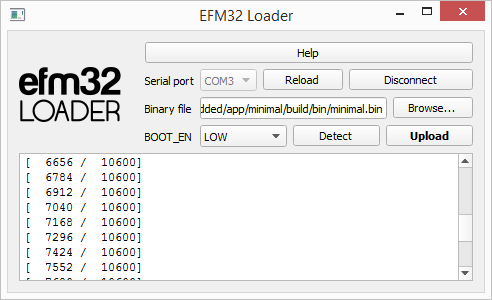 EFM32 Loader
Help
efm32
LOADER
Serial port COM3 Reload Disconnect
Binary file dded/app/minimal/build/bin/minimal.bin Browse...
BOOT_EN LOW Detect Upload
[  6656 /  10600]
[  6784 /  10600]
[  6912 /  10600]
[  7040 /  10600]
[  7168 /  10600]
[  7296 /  10600]
[  7424 /  10600]
[  7552 /  10600]